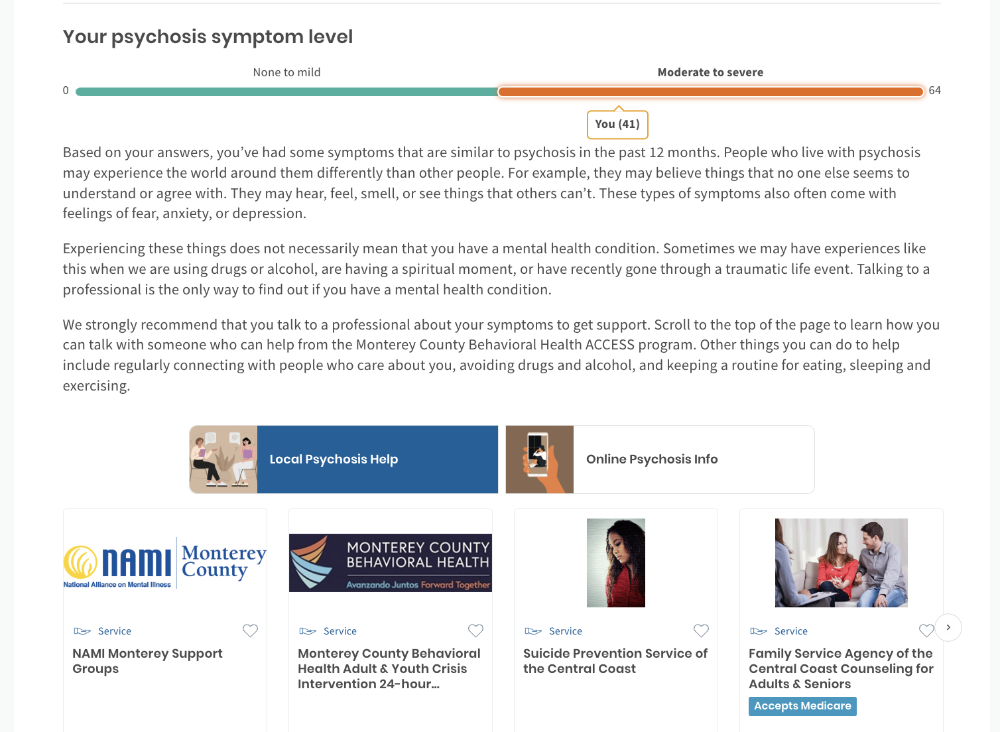 Your psychosis symptom level
None to mild
Moderate to severe
0
64
You (41)
Based on your answers, you’ve had some symptoms that are similar to psychosis in the past 12 months. People who live with psychosis
may experience the world around them differently than other people. For example, they may believe things that no one else seems to
understand or agree with. They may hear, feel, smell, or see things that others can’t. These types of symptoms also often come with
feelings of fear, anxiety, or depression.
Experiencing these things does not necessarily mean that you have a mental health condition. Sometimes we may have experiences like
this when we are using drugs or alcohol, are having a spiritual moment, or have recently gone through a traumatic life event. Talking to a
professional is the only way to find out if you have a mental health condition.
We strongly recommend that you talk to a professional about your symptoms to get support. Scroll to the top of the page to learn how you
can talk with someone who can help from the Monterey County Behavioral Health ACCESS program. Other things you can do to help
include regularly connecting with people who care about you, avoiding drugs and alcohol, and keeping a routine for eating, sleeping and
exercising.
Local Psychosis Help
Online Psychosis Info
NAMI
National Alliance on Mental Illness
Monterey
County
Service
NAMI Monterey Support
Groups
MONTEREY COUNTY
BEHAVIORAL HEALTH
Avanzando Juntos Forward Together
Service
Monterey County Behavioral
Health Adult & Youth Crisis
Intervention 24-hour...
Service
Suicide Prevention Service of
the Central Coast
Service
Family Service Agency of the
Central Coast Counseling for
Adults & Seniors
Accepts Medicare